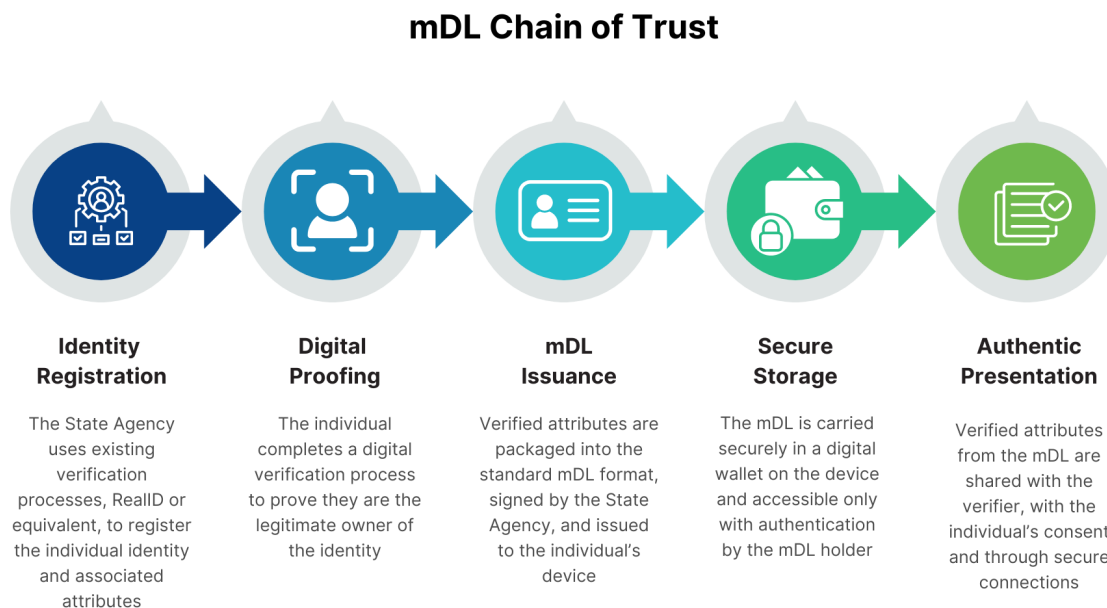 mDL Chain of Trust
Identity
Registration
The State Agency
uses existing
verification
processes, RealID or
equivalent, to register
the individual identity
and associated
attributes
Digital
Proofing
The individual
completes a digital
verification process
to prove they are the
legitimate owner of
the identity
mDL
Issuance
Verified attributes are
packaged into the
standard mDL format,
signed by the State
Agency, and issued
to the individual’s
device
Secure
Storage
The mDL is carried
securely in a digital
wallet on the device
and accessible only
with authentication
by the mDL holder
Authentic
Presentation
Verified attributes
from the mDL are
shared with the
verifier, with the
individual’s consent
and through secure
connections